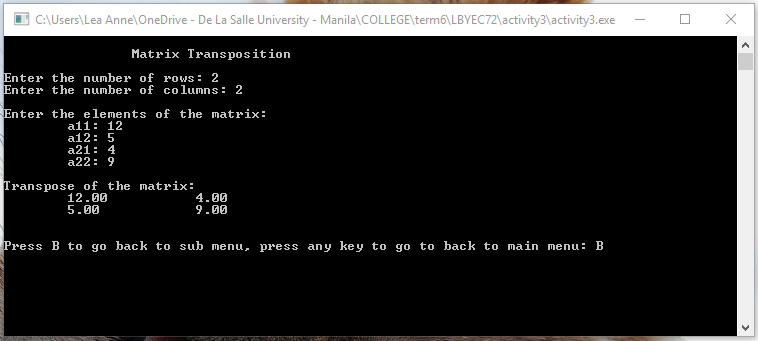 C:\Users\Lea Anne\OneDrive - De La Salle University - Manila\COLLEGE\term6\LBYEC72\activity3\activity3.exe
Matrix Transposition
Enter the number of rows: 2
Enter the number of columns: 2
Enter the elements of the matrix:
a11: 12
a12: 5
a21: 4
a22: 9
Transpose of the matrix:
12.00 4.00
5.00 9.00
Press B to go back to sub menu, press any key to go to back to main menu: B